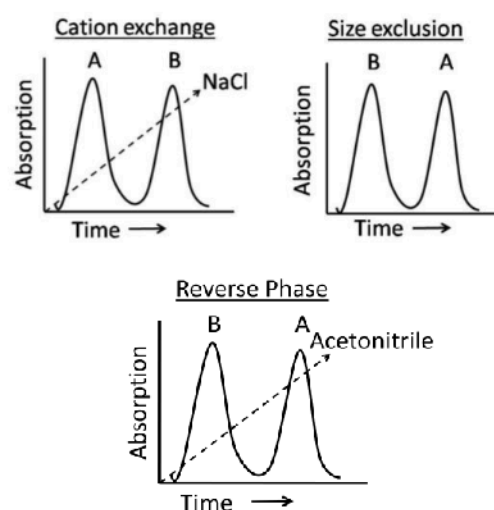 Cation exchange
A B
NaCl
Absorption
Time
Size exclusion
B A
Absorption
Time
Reverse Phase
B A
Acetonitrile
Absorption
Time